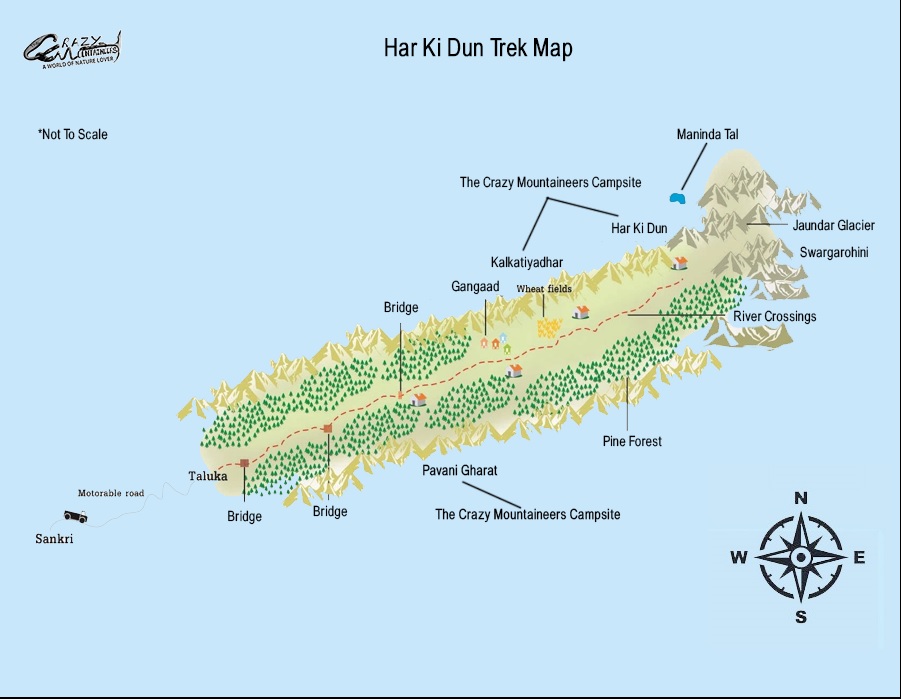 CRAZY
MOUNTAINEERS
A WORLD OF NATURE LOVER
Har Ki Dun Trek Map
*Not To Scale
Maninda Tal
The Crazy Mountaineers Campsite
Har Ki Dun
Jaundar Glacier
Swargarohini
Kalkatiyadhar
Gangaad
Wheat fields
Bridge
River Crossings
Pine Forest
Pavani Gharat
Taluka
Motorable road
Bridge
Bridge
The Crazy Mountaineers Campsite
Sankri
N
W
E
S